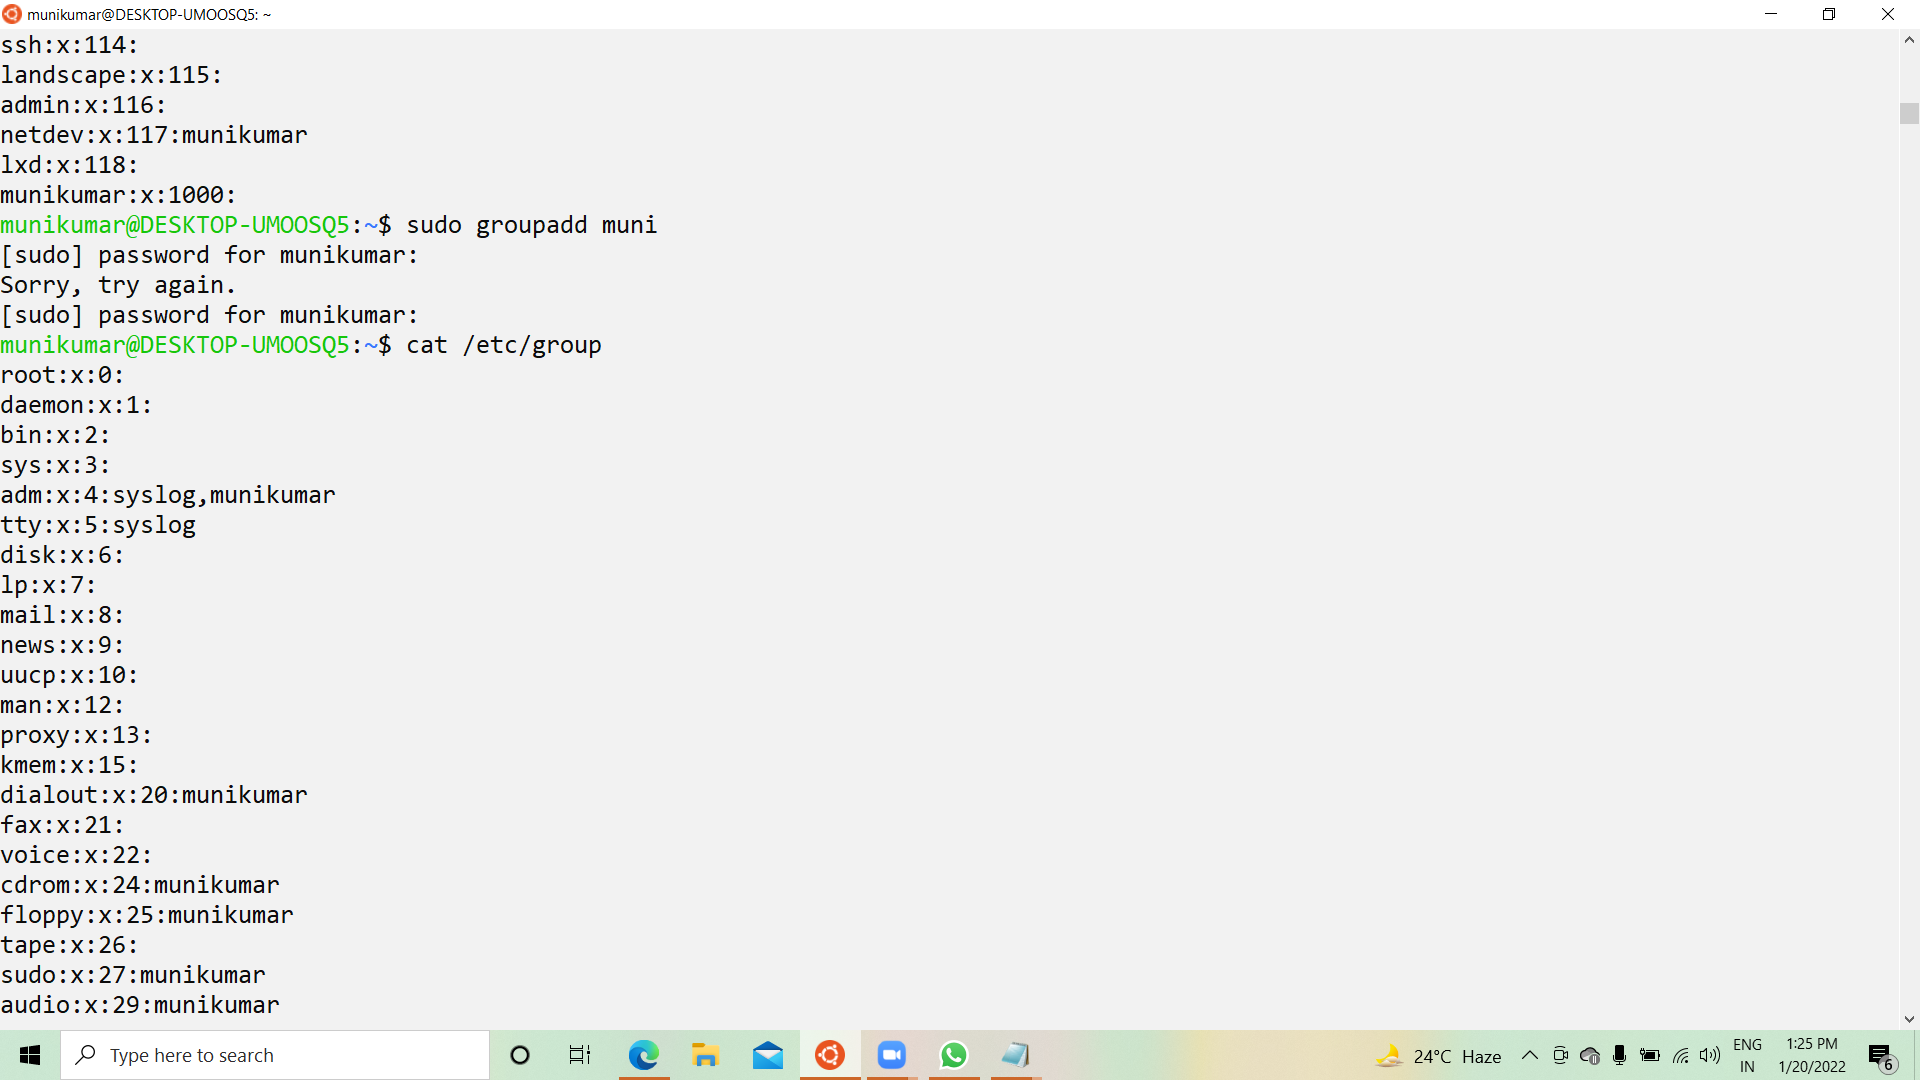 munikumar@DESKTOP-UMOOSQ5: ~
ssh:x:114:
landscape:x:115:
admin:x:116:
netdev:x:117:munikumar
lxd:x:118:
munikumar:x:1000:
munikumar@DESKTOP-UMOOSQ5:~$ sudo groupadd muni
[sudo] password for munikumar:
Sorry, try again.
[sudo] password for munikumar:
munikumar@DESKTOP-UMOOSQ5:~$ cat /etc/group
root:x:0:
daemon:x:1:
bin:x:2:
sys:x:3:
adm:x:4:syslog,munikumar
tty:x:5:syslog
disk:x:6:
lp:x:7:
mail:x:8:
news:x:9:
uucp:x:10:
man:x:12:
proxy:x:13:
kmem:x:15:
dialout:x:20:munikumar
fax:x:21:
voice:x:22:
cdrom:x:24:munikumar
floppy:x:25:munikumar
tape:x:26:
sudo:x:27:munikumar
audio:x:29:munikumar
Type here to search
24°C Haze
ENG
IN
1:25 PM
1/20/2022
6